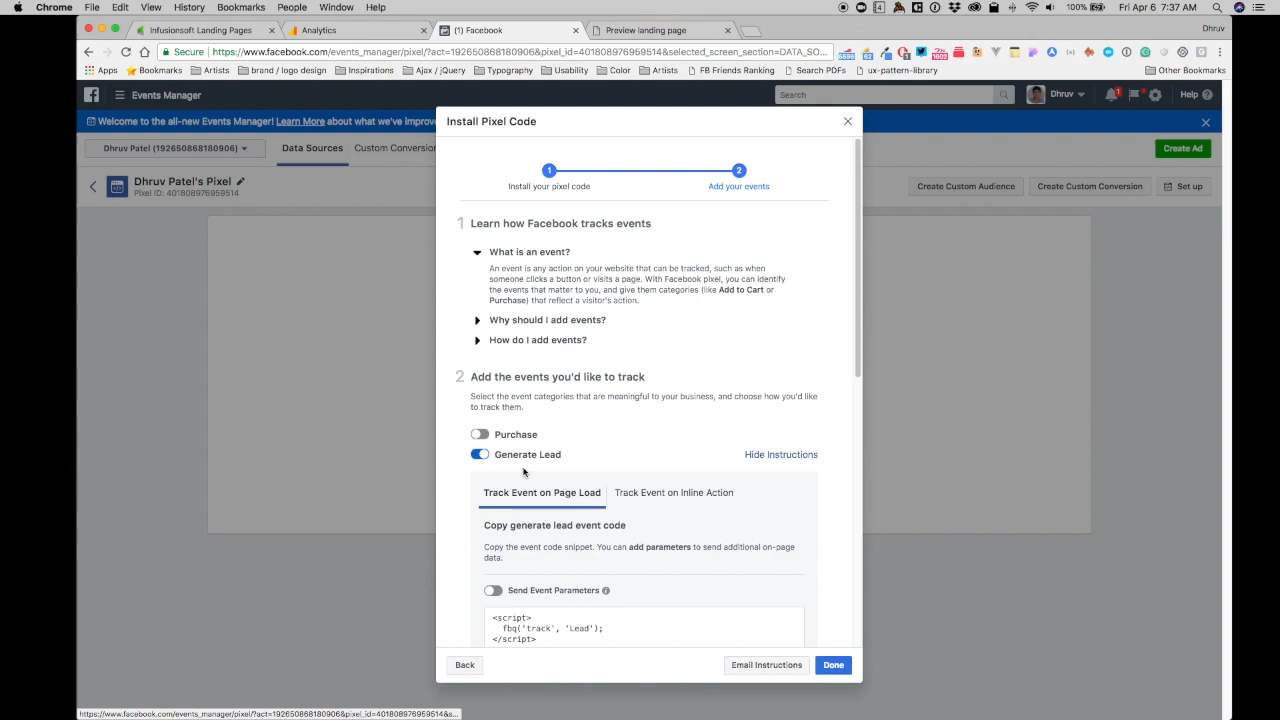 Chrome File Edit View History Bookmarks People Window Help 100% Fri Apr 6 7:37 AM
Infusionsoft Landing Pages Analytics (1) Facebook Preview landing page Dhruv
Secure https://www.facebook.com/events_manager/pixel/?act=192650868180906&pixel_id=401808976959514&selected_screen_section=DATA_SO...
Apps Bookmarks Artists brand / logo design Inspirations Ajax / jQuery Typography Usability Color Artists FB Friends Ranking Search PDFs ux-pattern-library Other Bookmarks
Events Manager Search Dhruv 1 Help
Welcome to the all-new Events Manager! Learn More about what we've improve
Dhruv Patel (192650868180906) Data Sources Custom Conversion Create Ad
Dhruv Patel's Pixel
Pixel ID: 401808976959514
Create Custom Audience Create Custom Conversion Set up
Install Pixel Code
1 2
Install your pixel code Add your events
1 Learn how Facebook tracks events
What is an event?
An event is any action on your website that can be tracked, such as when
someone clicks a button or visits a page. With Facebook pixel, you can identify
the events that matter to you, and give them categories (like Add to Cart or
Purchase) that reflect a visitor's action.
Why should I add events?
How do I add events?
2 Add the events you'd like to track
Select the event categories that are meaningful to your business, and choose how you'd like
to track them.
Purchase
Generate Lead Hide Instructions
Track Event on Page Load Track Event on Inline Action
Copy generate lead event code
Copy the event code snippet. You can add parameters to send additional on-page
data.
Send Event Parameters
<script>
fbq('track', 'Lead');
</script>
Back Email Instructions Done
https://www.facebook.com/events_manager/pixel/?act=192650868180906&pixel_id=401808976959514&s...